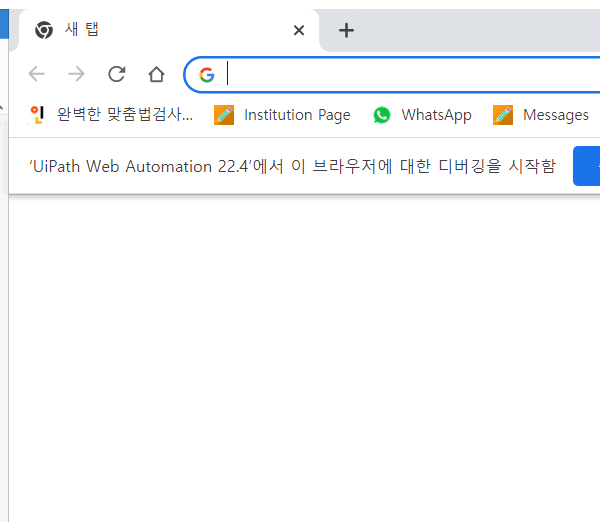 새 탭
완벽한 맞춤법검사... Institution Page WhatsApp Messages
'UiPath Web Automation 22.4'에서 이 브라우저에 대한 디버깅을 시작함